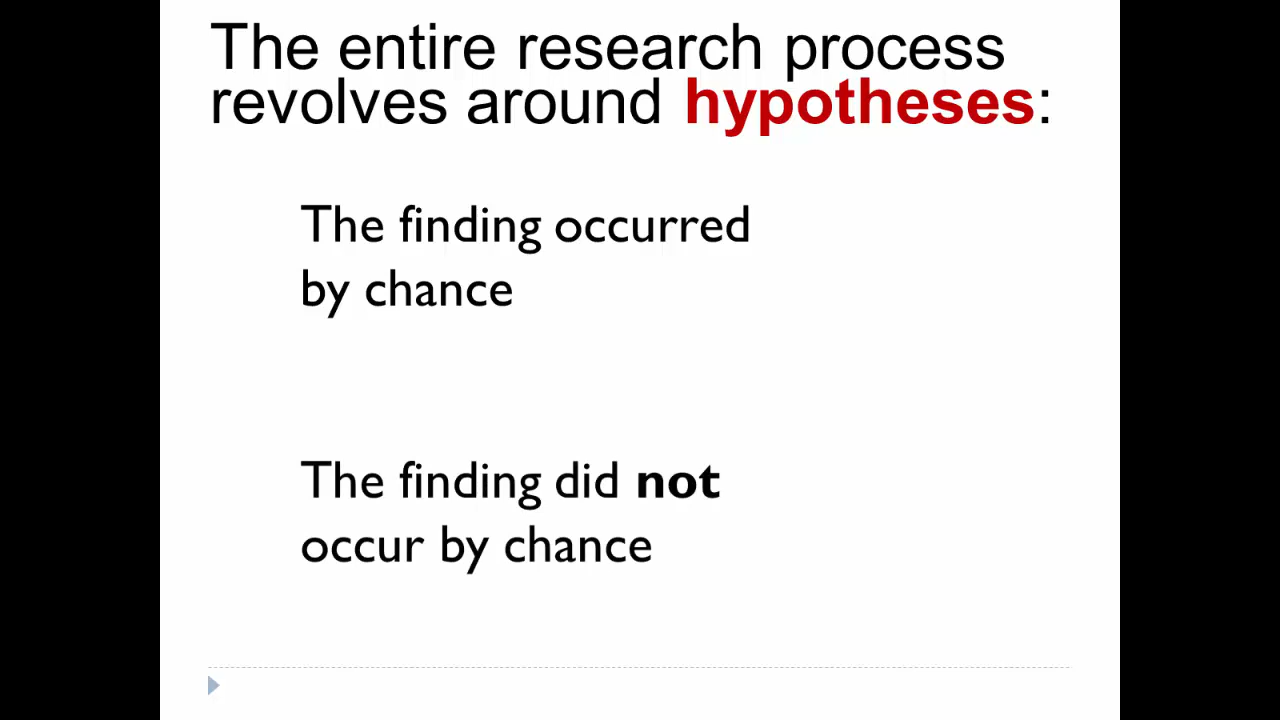 The entire research process
revolves around hypotheses:
The finding occurred
by chance
The finding did not
occur by chance